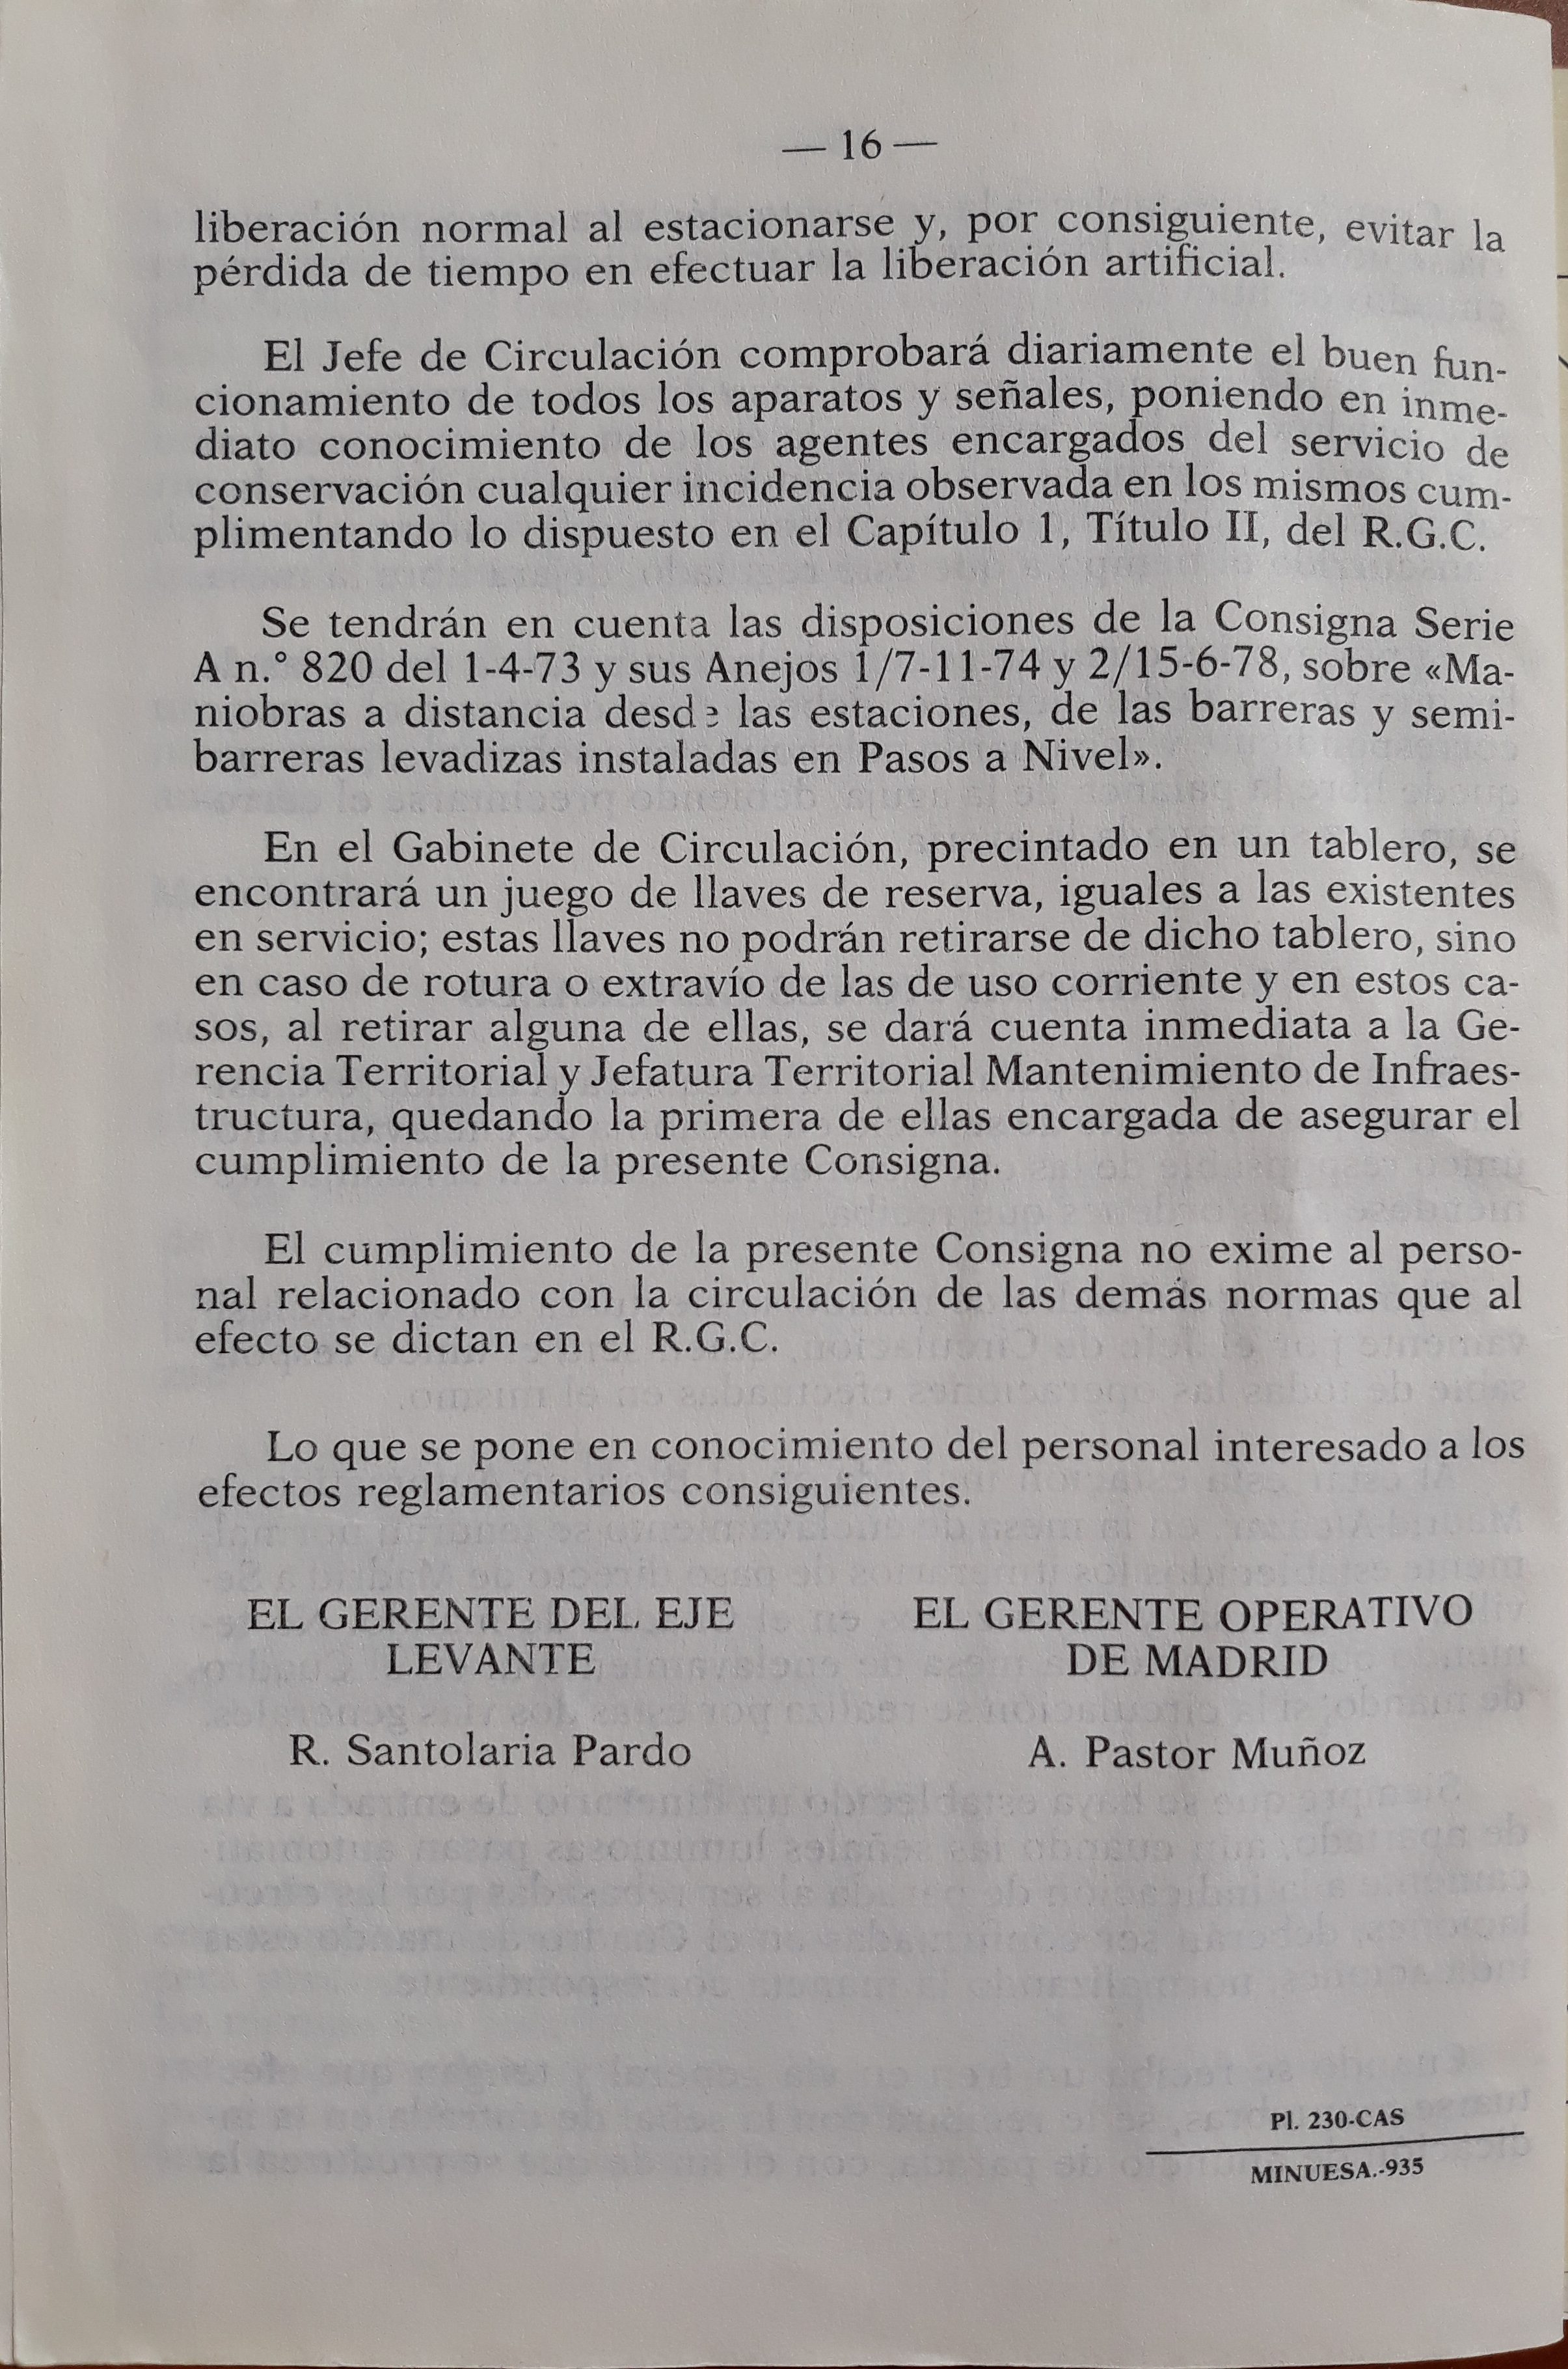 — 16 —
liberación normal al estacionarse y, por consiguiente, evitar la
pérdida de tiempo en efectuar la liberación artificial.
El Jefe de Circulación comprobará diariamente el buen fun-
cionamiento de todos los aparatos y señales, poniendo en inme-
diato conocimiento de los agentes encargados del servicio de
conservación cualquier incidencia observada en los mismos cum-
plimentando lo dispuesto en el Capítulo 1, Título II, del R.G.C.
Se tendrán en cuenta las disposiciones de la Consigna Serie
A n.° 820 del 1-4-73 y sus Anejos 1/7-11-74 y 2/15-6-78, sobre «Ma-
niobras a distancia desde las estaciones, de las barreras y semi-
barreras levadizas instaladas en Pasos a Nivel».
En el Gabinete de Circulación, precintado en un tablero, se
encontrará un juego de llaves de reserva, iguales a las existentes
en servicio; estas llaves no podrán retirarse de dicho tablero, sino
en caso de rotura o extravío de las de uso corriente y en estos ca-
sos, al retirar alguna de ellas, se dará cuenta inmediata a la Ge-
rencia Territorial y Jefatura Territorial Mantenimiento de Infraes-
tructura, quedando la primera de ellas encargada de asegurar el
cumplimiento de la presente Consigna.
El cumplimiento de la presente Consigna no exime al perso-
nal relacionado con la circulación de las demás normas que al
efecto se dictan en el R.G.C.
Lo que se pone en conocimiento del personal interesado a los
efectos reglamentarios consiguientes.
EL GERENTE DEL EJE
LEVANTE
R. Santolaria Pardo
EL GERENTE OPERATIVO
DE MADRID
A. Pastor Muñoz
Pl. 230-CAS
MINUESA.-935